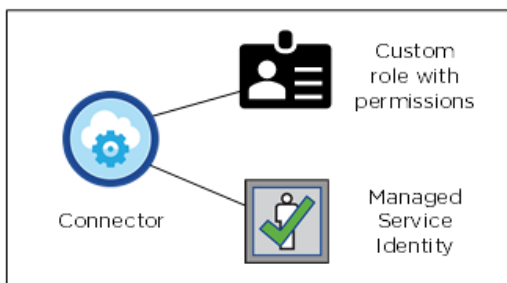 Custom
role with
permissions
Connector
Managed
Service
Identity